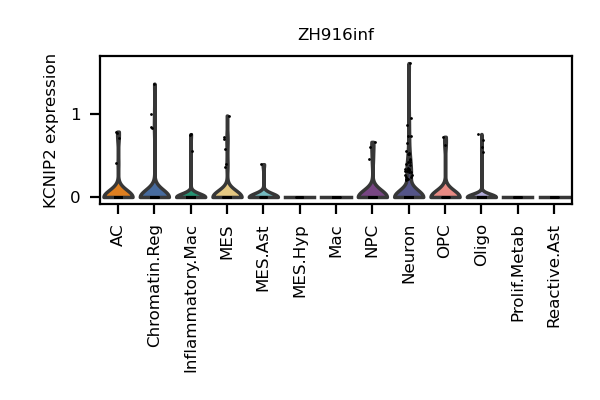 ZH916inf
KCNIP2 expression
1
0
AC
Chromatin.Reg
Inflammatory.Mac
MES
MES.Ast
MES.Hyp
Mac
NPC
Neuron
OPC
Oligo
Prolif.Metab
Reactive.Ast